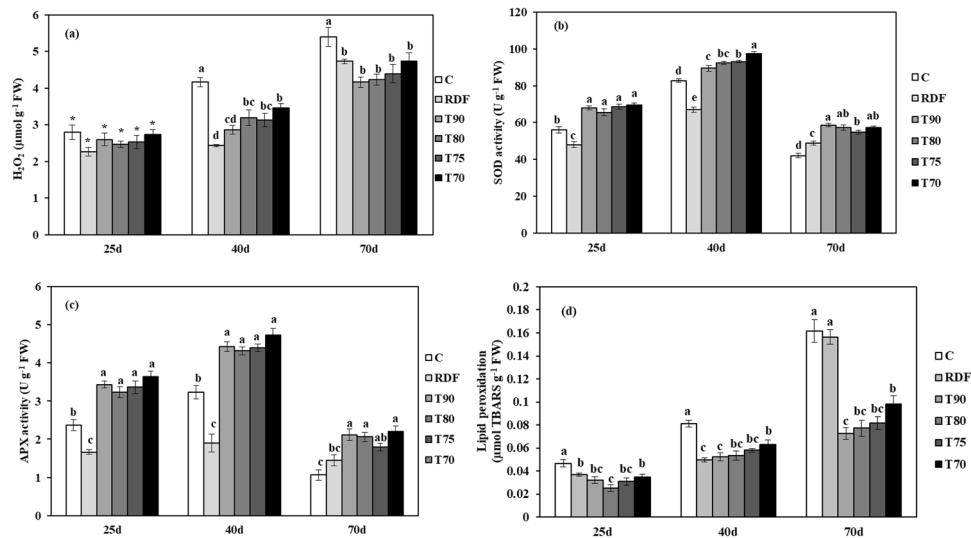 (a)
H₂O₂ (μmol g⁻¹ FW)
6
5
4
3
2
1
0
* * * * * *
a d cd bc bc b
a b b b b b
25d 40d 70d
C
RDF
T90
T80
T75
T70
(b)
SOD activity (U g⁻¹ FW)
120
100
80
60
40
20
0
b c a a a a
d e c bc b a
d c a ab b ab
25d 40d 70d
C
RDF
T90
T80
T75
T70
(c)
APX activity (U g⁻¹ FW)
6
5
4
3
2
1
0
b c a a a a
b c a a a a
c bc a a ab a
25d 40d 70d
C
RDF
T90
T80
T75
T70
(d)
Lipid peroxidation
(μmol TBARS g⁻¹ FW)
0.2
0.18
0.16
0.14
0.12
0.1
0.08
0.06
0.04
0.02
0
a b bc c bc b
a c bc bc b b
a a c bc bc b
25d 40d 70d
C
RDF
T90
T80
T75
T70